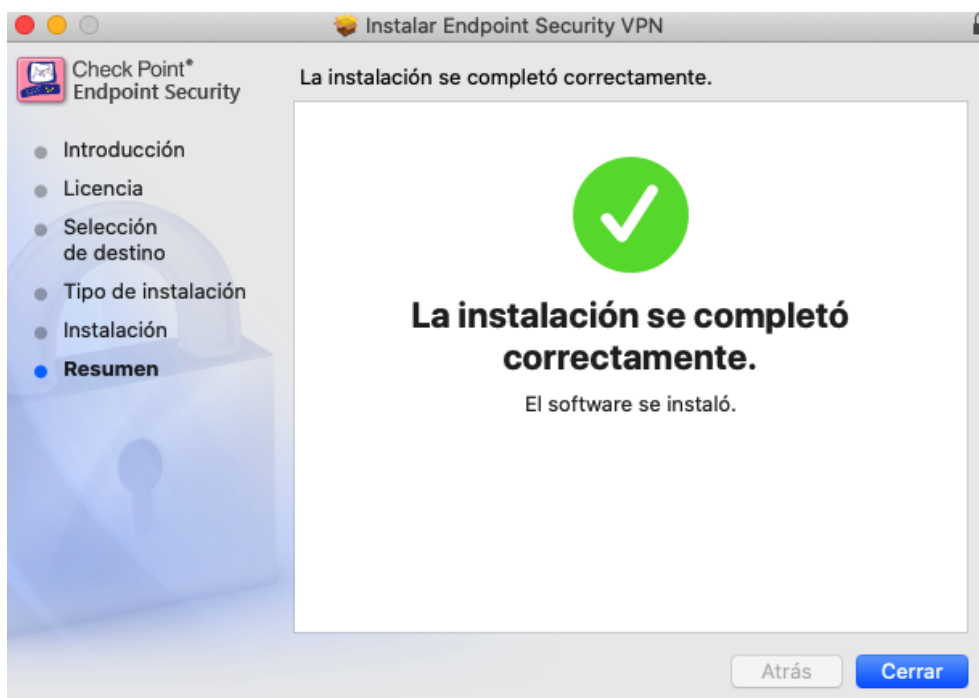 Instalar Endpoint Security VPN
Check Point*
Endpoint Security
La instalación se completó correctamente.
Introducción
Licencia
Selección
de destino
Tipo de instalación
Instalación
Resumen
La instalación se completó
correctamente.
El software se instaló.
Atrás
Cerrar